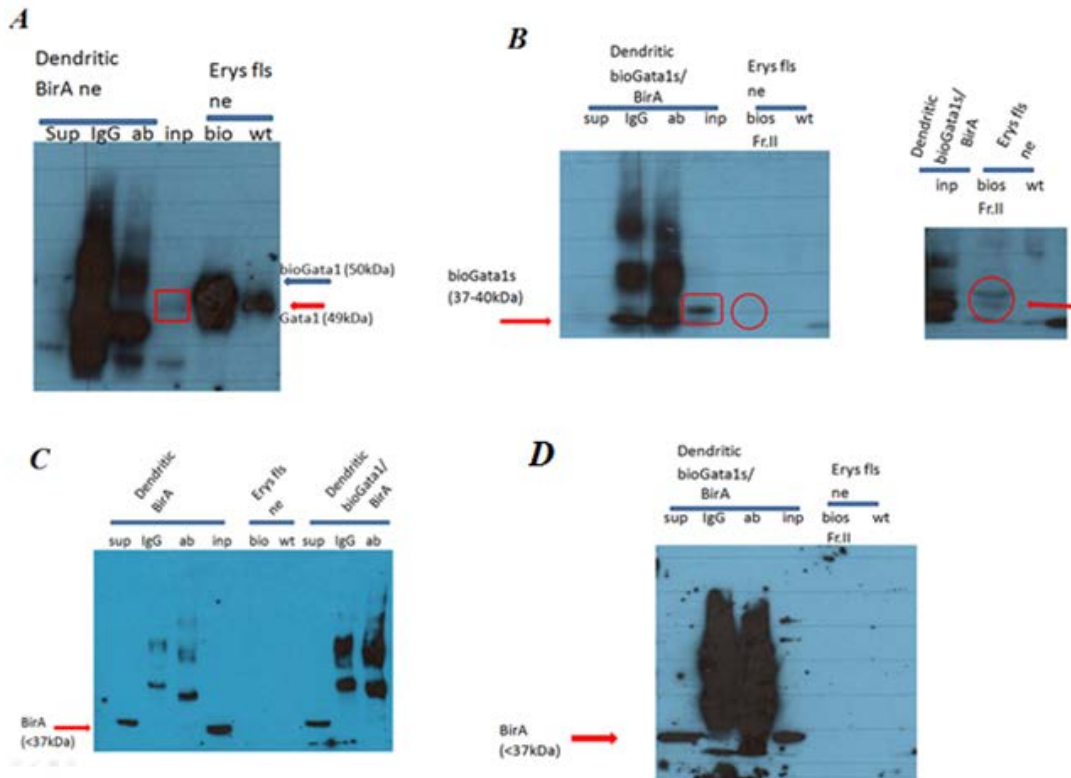 A
Dendritic
BirA ne
Erys fls
ne
Sup IgG ab inp bio wt
bioGata1 (50kDa)
Gata1 (49kDa)
B
Dendritic
bioGata1s/
BirA
Erys fls
ne
sup IgG ab inp bios wt
Fr.II
bioGata1s
(37-40kDa)
Dendritic
bioGata1s/
BirA
Erys fls
ne
inp bios wt
Fr.II
C
Dendritic
BirA
Erys fls
ne
Dendritic
bioGata1/
BirA
sup IgG ab inp bio wt sup IgG ab
BirA
(<37kDa)
D
Dendritic
bioGata1s/
BirA
Erys fls
ne
sup IgG ab inp bios wt
Fr.II
BirA
(<37kDa)